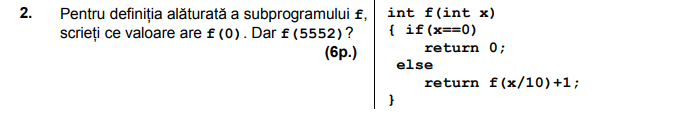 2. Pentru definiția alăturată a subprogramului f,
scrieți ce valoare are f(0). Dar f(5552)?
(6p.)
int f(int x)
{ if(x==0)
return 0;
else
return f(x/10)+1;
}